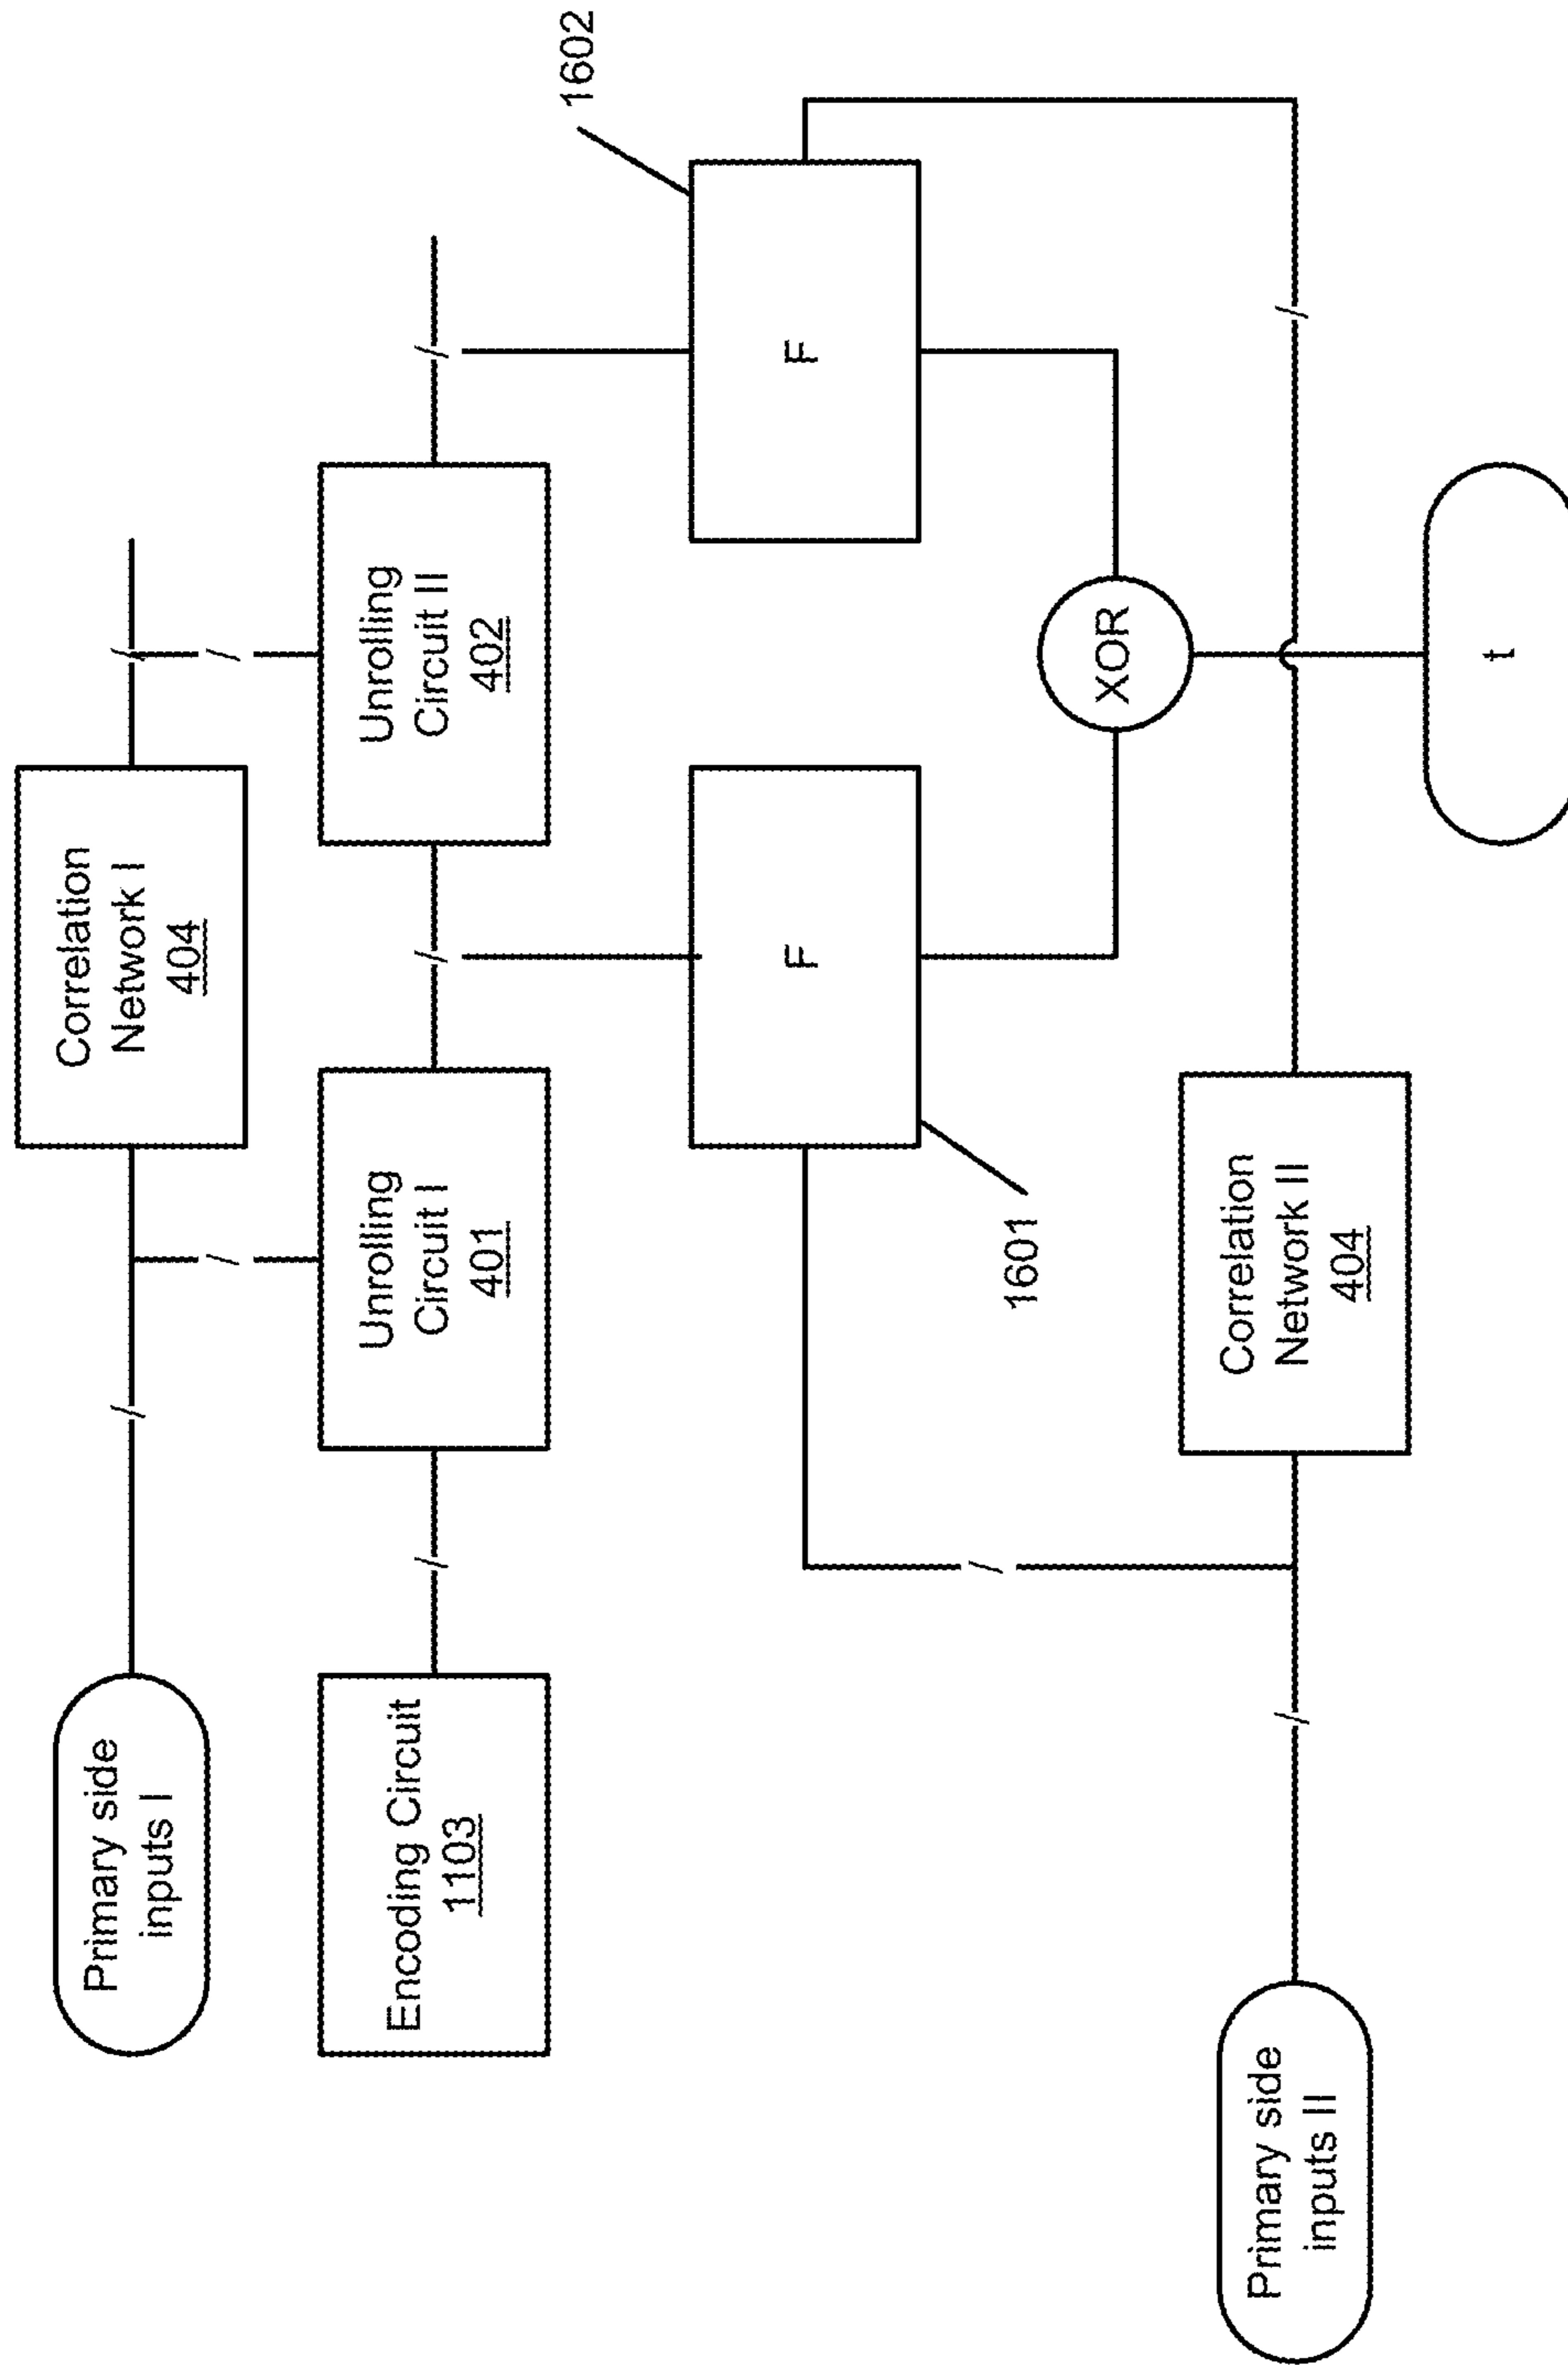 Primary side
inputs I
Correlation
Network I
404
Encoding Circuit
1103
Unrolling
Circuit I
401
Unrolling
Circuit II
402
1602
F
F
1601
XOR
Primary side
inputs II
Correlation
Network II
404
t